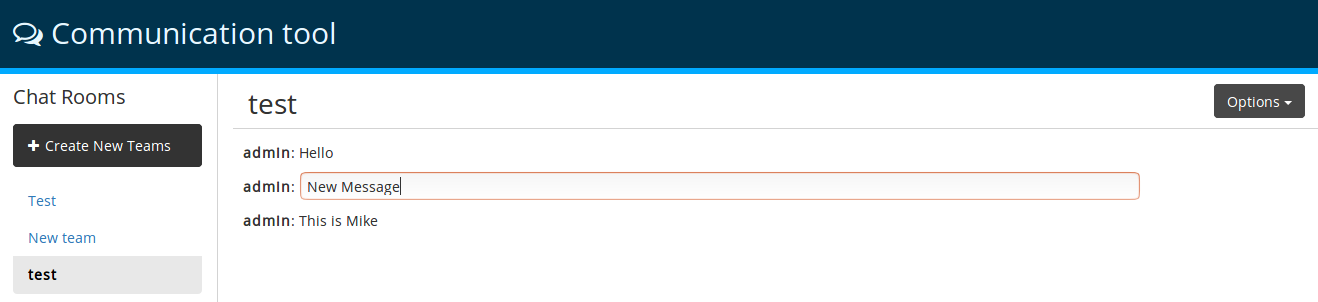 Communication tool
Chat Rooms
+ Create New Teams
Test
New team
test
test
Options
admin: Hello
admin: New Message
admin: This is Mike